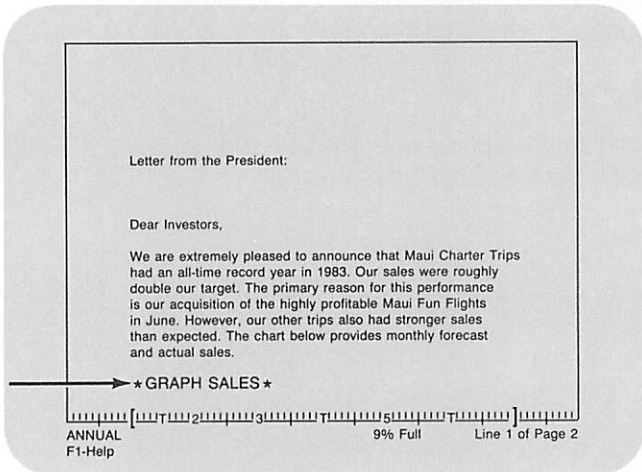 Letter from the President:
Dear Investors,
We are extremely pleased to announce that Maui Charter Trips
had an all-time record year in 1983. Our sales were roughly
double our target. The primary reason for this performance
is our acquisition of the highly profitable Maui Fun Flights
in June. However, our other trips also had stronger sales
than expected. The chart below provides monthly forecast
and actual sales.
*GRAPH SALES*
[ T 2 3 T 5 T ]
ANNUAL 9% Full Line 1 of Page 2
F1-Help